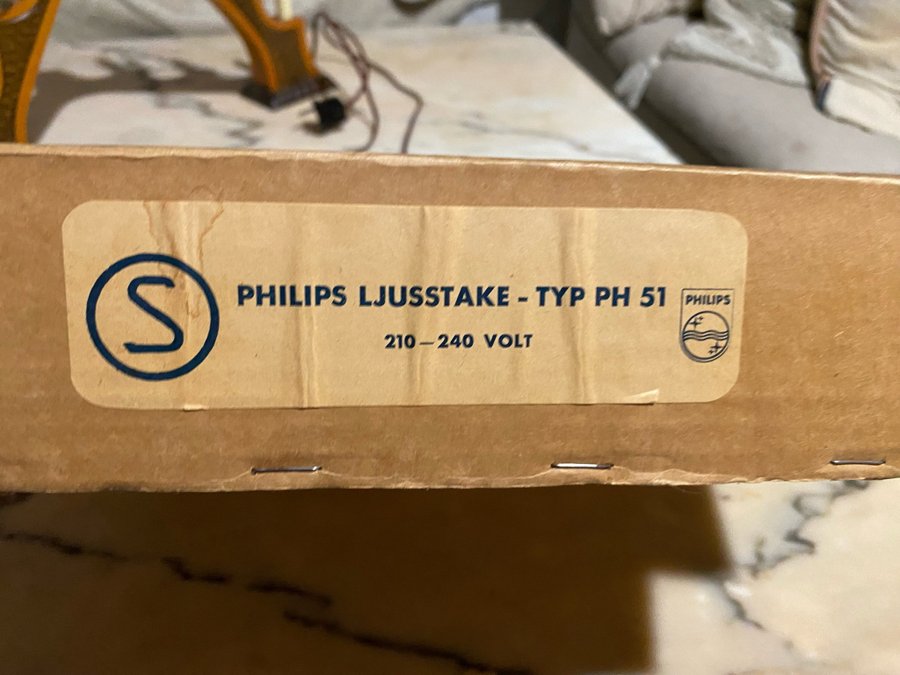 S
PHILIPS LJUSSTAKE - TYP PH 51
210—240 VOLT
PHILIPS